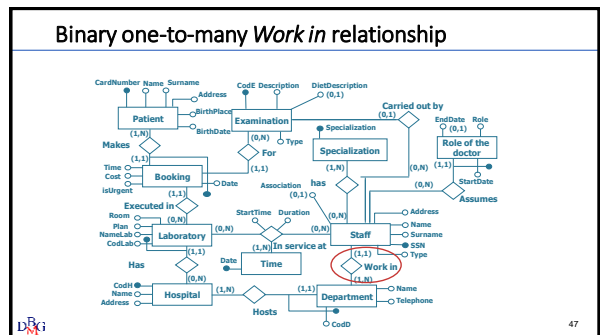 Binary one-to-many Work in relationship
CardNumber Name Surname
Address
Patient
BirthPlace
BirthDate
(1,N)
Makes
(1,1)
Time
Cost
isUrgent
Booking
Date
(1,1)
Executed in
(0,N)
CodE Description
DietDescription
(0,1)
Examination
Type
(0,N)
For
(1,1)
Carried out by
(0,1)
(0,N)
Specialization
Specialization
(1,N)
has
(0,N)
Association
(0,1)
EndDate Role
(0,1)
Role of the
doctor
(1,1)
StartDate
Assumes
(0,N)
Room
Plan
NameLab
CodLab
Laboratory
(0,N)
StartTime Duration
(0,N)
In service at
(1,N)
Time
Date
Staff
Address
Name
Surname
SSN
Type
(1,1)
Work in
(1,N)
(1,1)
Has
(0,N)
CodH
Name
Address
Hospital
(1,N)
Hosts
(1,1)
Department
Name
Telephone
CodD
DBMG
47